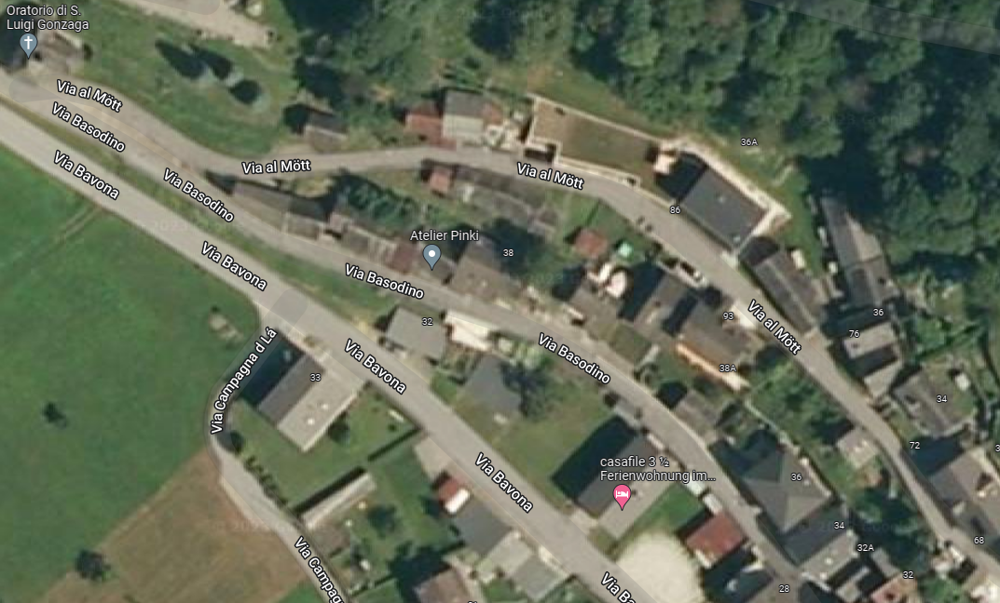 Oratorio di S.
Luigi Gonzaga
Via al Mött
Via Basodino
Via Bavona
Via Basodino
Via al Mött
Via al Mött
36A
86
Atelier Pinki
38
Via Bavona
Via Basodino
32
Via Basodino
93
Via al Mött
36
76
38A
Via Campagna d Lá
33
Via Bavona
34
72
casafile 3 ½
Ferienwohnung im...
36
Via Bavona
34
32A
68
32
28
Via Campag
Via Ba